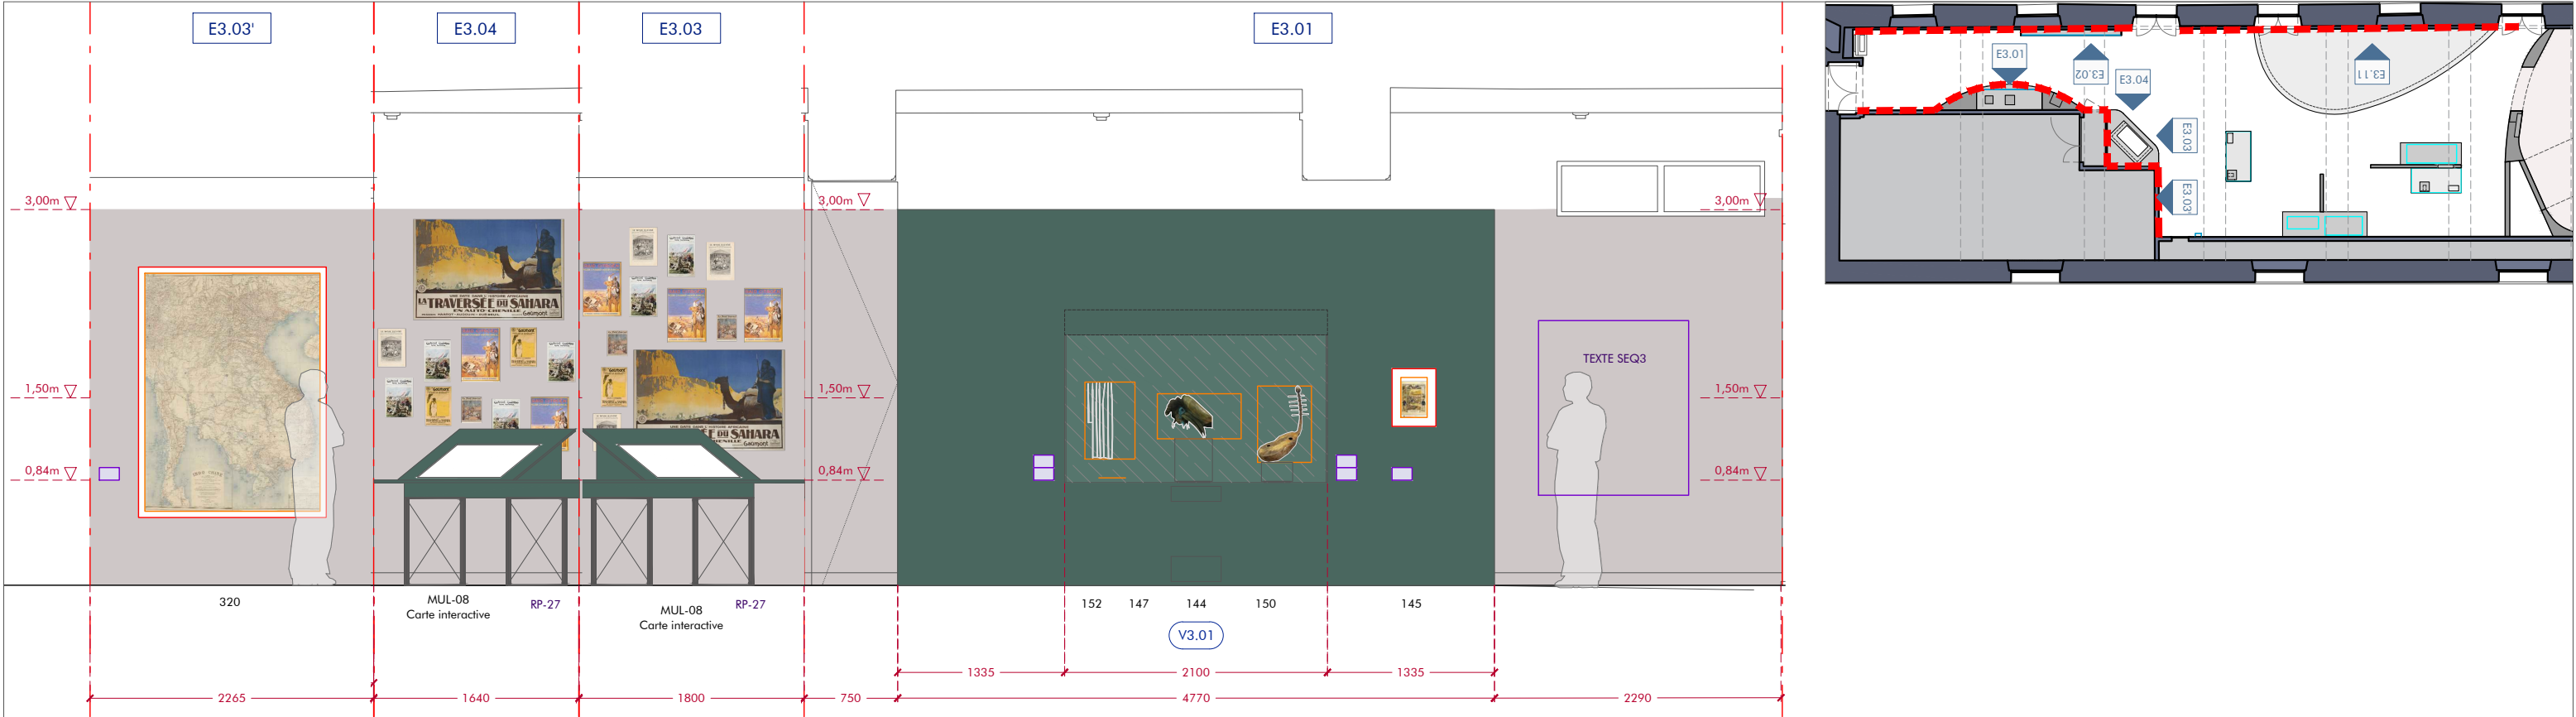 E3.03'
E3.04
E3.03
E3.01
3,00m
3,00m
3,00m
1,50m
1,50m
1,50m
0,84m
0,84m
0,84m
LA TRAVERSÉE DU SAHARA
EN AUTO-CHENILLE
Gaumont
ÉE DU SAHARA
Gaumont
TEXTE SEQ3
320
MUL-08
Carte interactive
RP-27
MUL-08
Carte interactive
RP-27
152
147
144
150
145
V3.01
1335
2100
1335
2265
1640
1800
750
4770
2290
E3.01
E3.02
E3.04
E3.11
E3.03
E3.03'